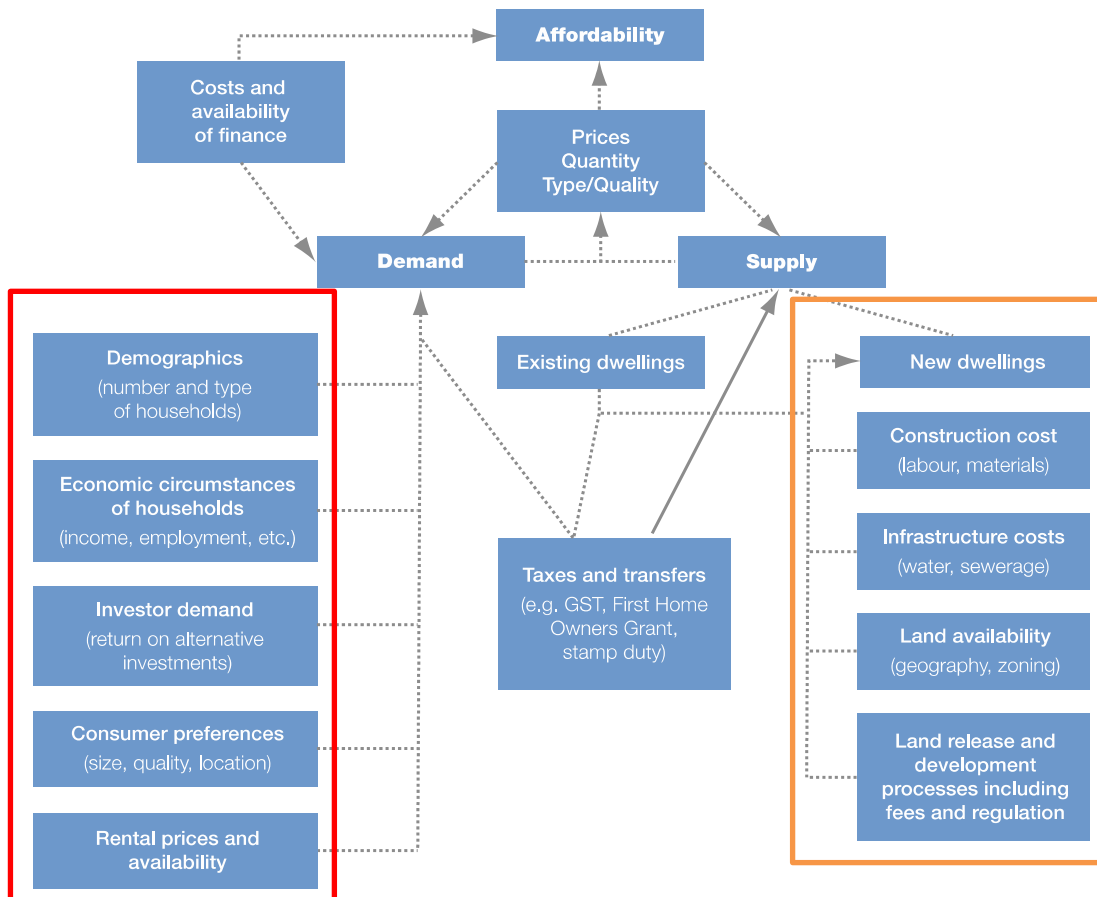 Affordability
Costs and
availability
of finance
Prices
Quantity
Type/Quality
Demand
Supply
Demographics
(number and type
of households)
Economic circumstances
of households
(income, employment, etc.)
Investor demand
(return on alternative
investments)
Consumer preferences
(size, quality, location)
Rental prices and
availability
Existing dwellings
Taxes and transfers
(e.g. GST, First Home
Owners Grant,
stamp duty)
New dwellings
Construction cost
(labour, materials)
Infrastructure costs
(water, sewerage)
Land availability
(geography, zoning)
Land release and
development
processes including
fees and regulation